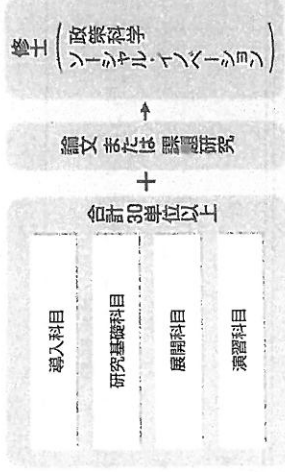 導入科目
研究基礎科目
展開科目
演習科目
合計30単位以上
+
論文 または 課題研究
修士
政策科学
ソーシャル・イノベーション